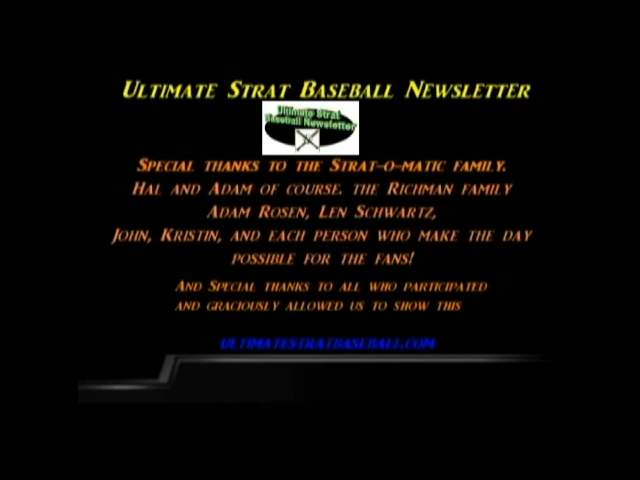 Ultimate Strat Baseball Newsletter
Ultimate Strat
Baseball Newsletter
Special thanks to the Strat-o-matic family.
Hal and Adam of course. the Richman family
Adam Rosen, Len Schwartz,
John, Kristin, and each person who make the day
possible for the fans!
And Special thanks to all who participated
and graciously allowed us to show this
ultimatestratbaseball.com